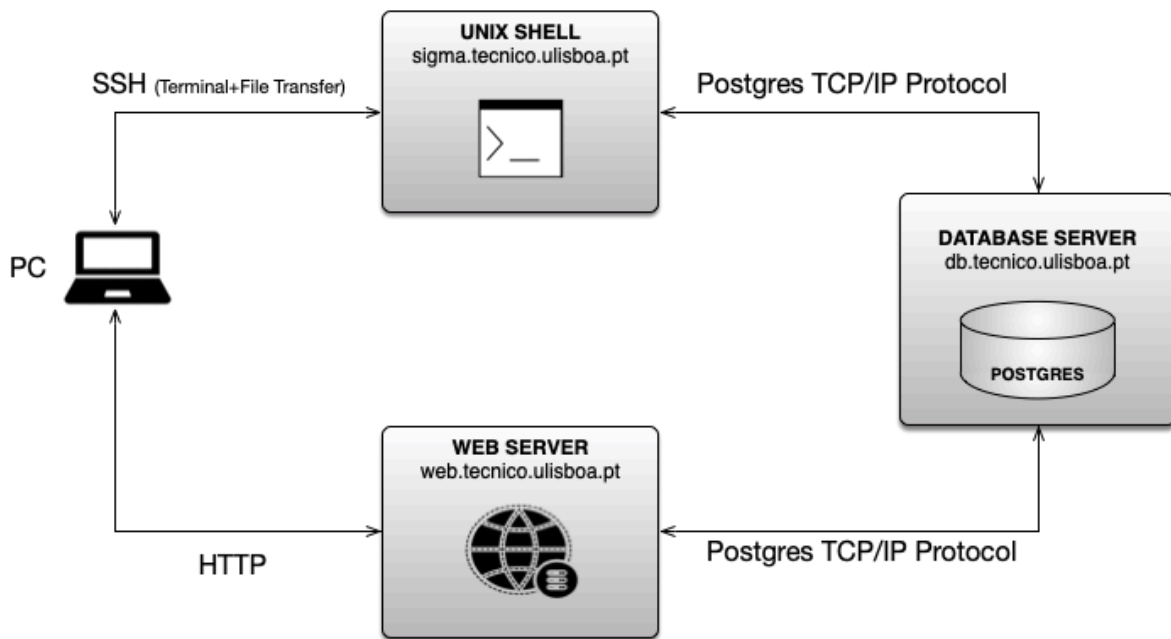 UNIX SHELL
sigma.tecnico.ulisboa.pt
SSH (Terminal+File Transfer)
Postgres TCP/IP Protocol
>_
PC
DATABASE SERVER
db.tecnico.ulisboa.pt
POSTGRES
WEB SERVER
web.tecnico.ulisboa.pt
HTTP
Postgres TCP/IP Protocol